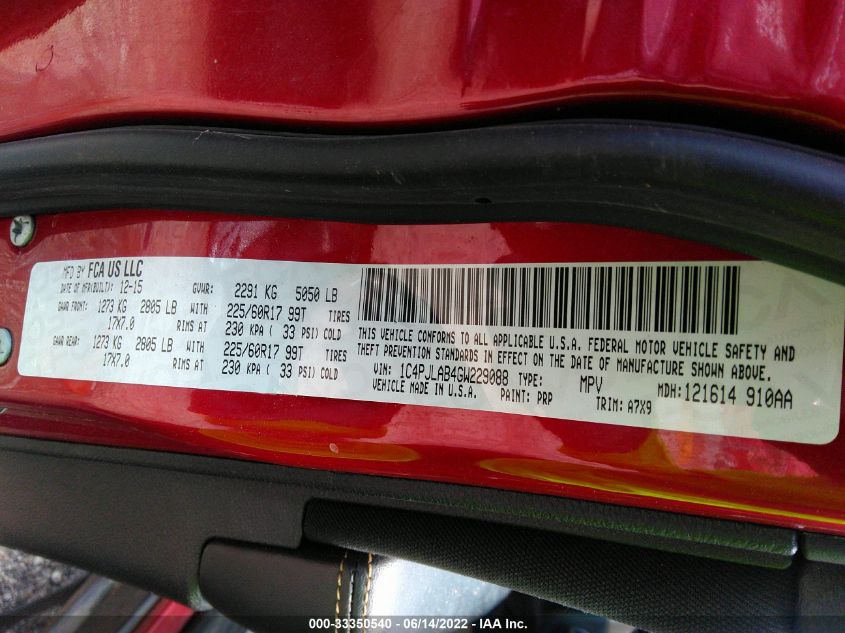 MFD BY FCA US LLC
DATE OF MFR(BUILT): 12-15 GVWR: 2291 KG 5050 LB
GAWR FRONT: 1273 KG 2805 LB WITH 225/60R17 99T TIRES
17X7.0 RIMS AT 230 KPA ( 33 PSI) COLD
GAWR REAR: 1273 KG 2805 LB WITH 225/60R17 99T TIRES
17X7.0 RIMS AT 230 KPA ( 33 PSI) COLD
THIS VEHICLE CONFORMS TO ALL APPLICABLE U.S.A. FEDERAL MOTOR VEHICLE SAFETY AND
THEFT PREVENTION STANDARDS IN EFFECT ON THE DATE OF MANUFACTURE SHOWN ABOVE.
VIN: 1C4PJLAB4GW229088 TYPE: MPV MDH: 121614 910AA
VEHICLE MADE IN U.S.A. PAINT: PRP TRIM: A7X9
000-33350540 - 06/14/2022 - IAA Inc.